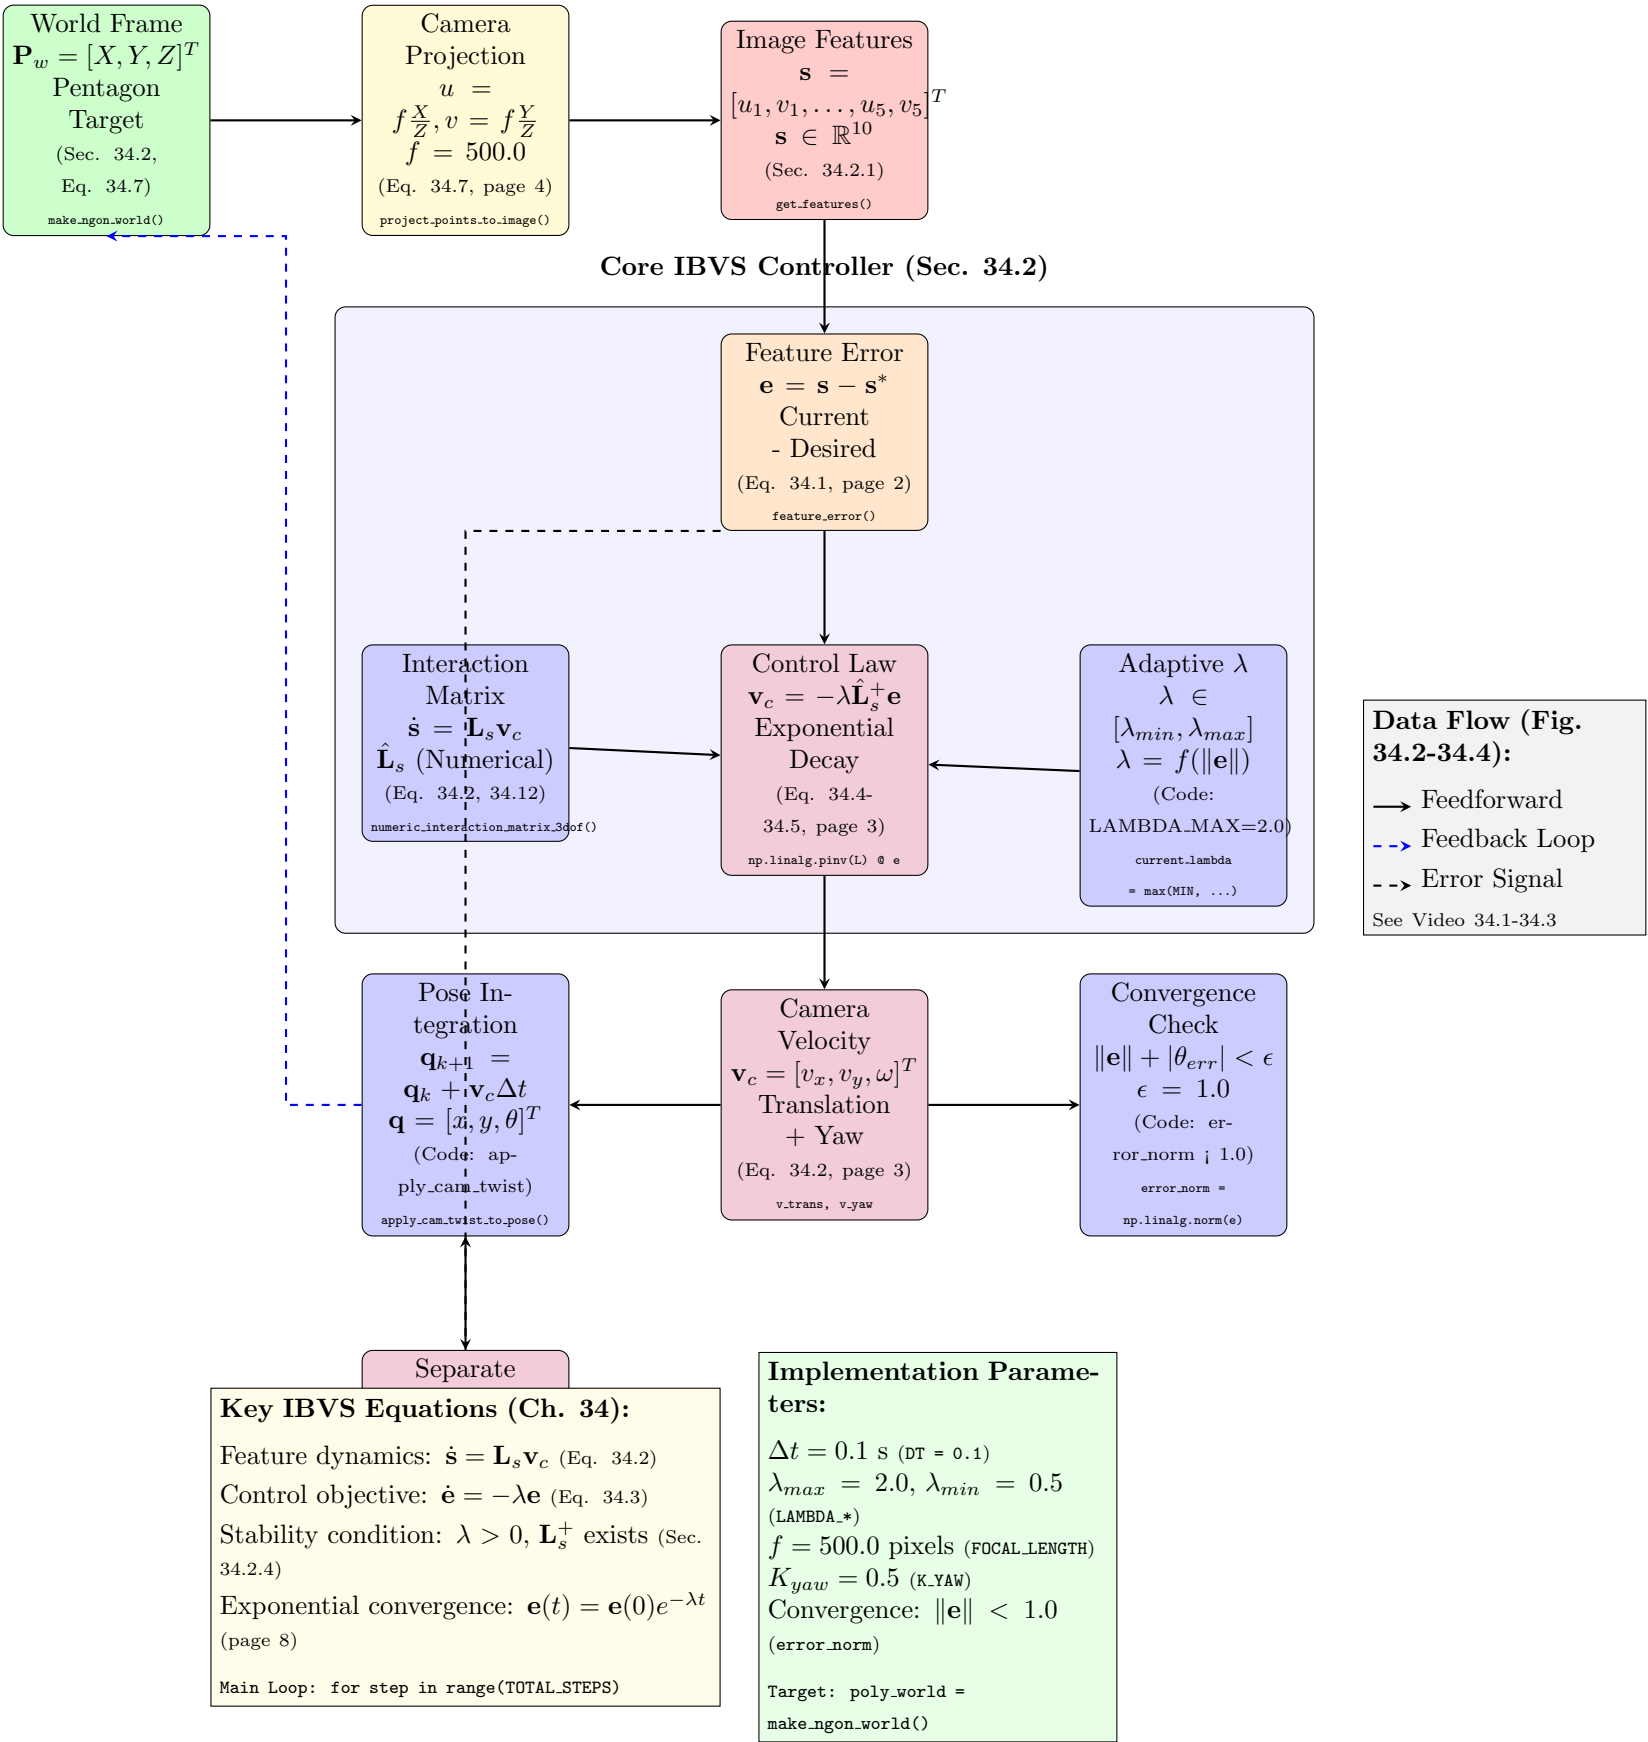 World Frame
𝐏_w = [X, Y, Z]^T
Pentagon
Target
(Sec. 34.2,
Eq. 34.7)
make_ngon_world()
Camera
Projection
u =
f X/Z, v = f Y/Z
f = 500.0
(Eq. 34.7, page 4)
project_points_to_image()
Image Features
𝐬 =
[u_1, v_1, …, u_5, v_5]^T
𝐬 ∈ ℝ^10
(Sec. 34.2.1)
get_features()
Core IBVS Controller (Sec. 34.2)
Feature Error
𝐞 = 𝐬 − 𝐬*
Current
- Desired
(Eq. 34.1, page 2)
feature_error()
Interaction
Matrix
𝐬̇ = 𝐋_s 𝐯_c
𝐋̂_s (Numerical)
(Eq. 34.2, 34.12)
numeric_interaction_matrix_3dof()
Control Law
𝐯_c = −λ𝐋̂_s^+ 𝐞
Exponential
Decay
(Eq. 34.4-
34.5, page 3)
np.linalg.pinv(L) @ e
Adaptive λ
λ ∈
[λ_min, λ_max]
λ = f(‖𝐞‖)
(Code:
LAMBDA_MAX=2.0)
current_lambda
= max(MIN, ...)
Data Flow (Fig.
34.2-34.4):
Feedforward
Feedback Loop
Error Signal
See Video 34.1-34.3
Pose In-
tegration
𝐪_{k+1} =
𝐪_k + 𝐯_c Δt
𝐪 = [x, y, θ]^T
(Code: ap-
ply_cam_twist)
apply_cam_twist_to_pose()
Camera
Velocity
𝐯_c = [v_x, v_y, ω]^T
Translation
+ Yaw
(Eq. 34.2, page 3)
v_trans, v_yaw
Convergence
Check
‖𝐞‖ + |θ_err| < ϵ
ϵ = 1.0
(Code: er-
ror_norm ¡ 1.0)
error_norm =
np.linalg.norm(e)
Separate
Key IBVS Equations (Ch. 34):
Feature dynamics: 𝐬̇ = 𝐋_s 𝐯_c (Eq. 34.2)
Control objective: 𝐞̇ = −λ𝐞 (Eq. 34.3)
Stability condition: λ > 0, 𝐋_s^+ exists (Sec.
34.2.4)
Exponential convergence: 𝐞(t) = 𝐞(0)e^{−λt}
(page 8)
Main Loop: for step in range(TOTAL_STEPS)
Implementation Parame-
ters:
Δt = 0.1 s (DT = 0.1)
λ_max = 2.0, λ_min = 0.5
(LAMBDA_*)
f = 500.0 pixels (FOCAL_LENGTH)
K_yaw = 0.5 (K_YAW)
Convergence: ‖𝐞‖ < 1.0
(error_norm)
Target: poly_world =
make_ngon_world()